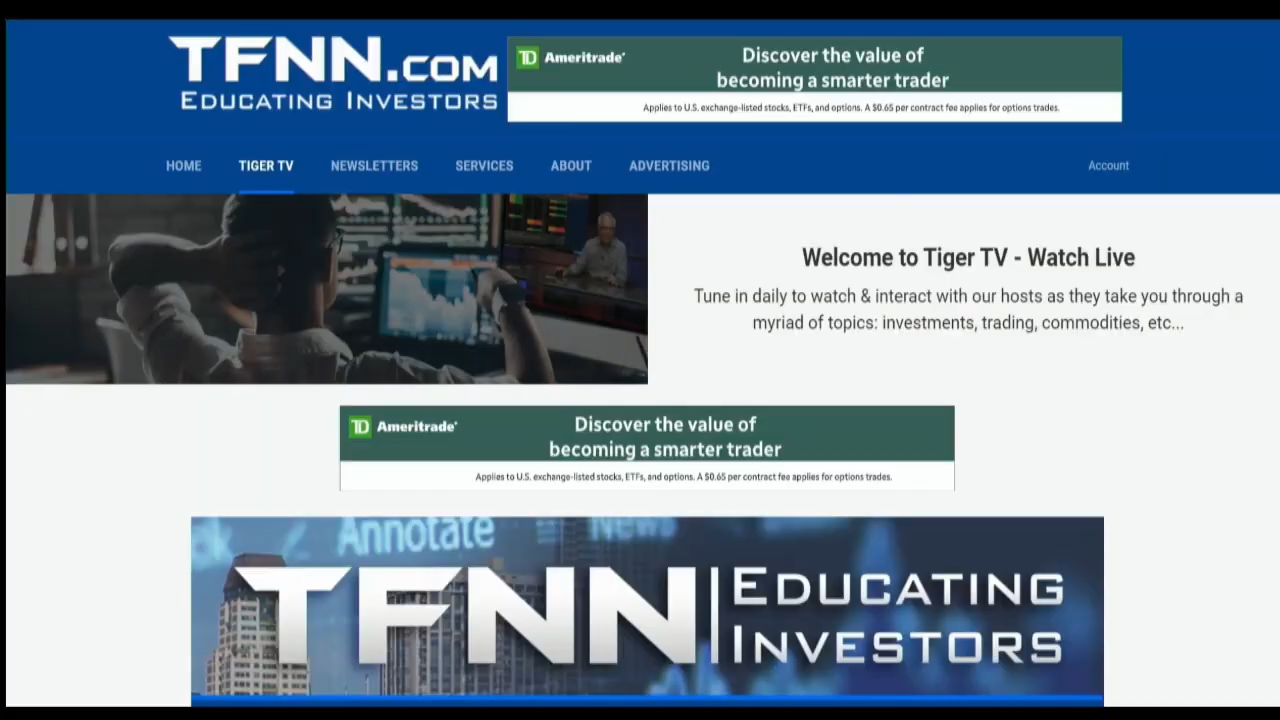 TFNN.COM
EDUCATING INVESTORS
TD Ameritrade
Discover the value of
becoming a smarter trader
Applies to U.S. exchange-listed stocks, ETFs, and options. A $0.65 per contract fee applies for options trades.
HOME TIGER TV NEWSLETTERS SERVICES ABOUT ADVERTISING Account
Welcome to Tiger TV - Watch Live
Tune in daily to watch & interact with our hosts as they take you through a
myriad of topics: investments, trading, commodities, etc...
TD Ameritrade
Discover the value of
becoming a smarter trader
Applies to U.S. exchange-listed stocks, ETFs, and options. A $0.65 per contract fee applies for options trades.
Annotate News
TFNN
EDUCATING
INVESTORS